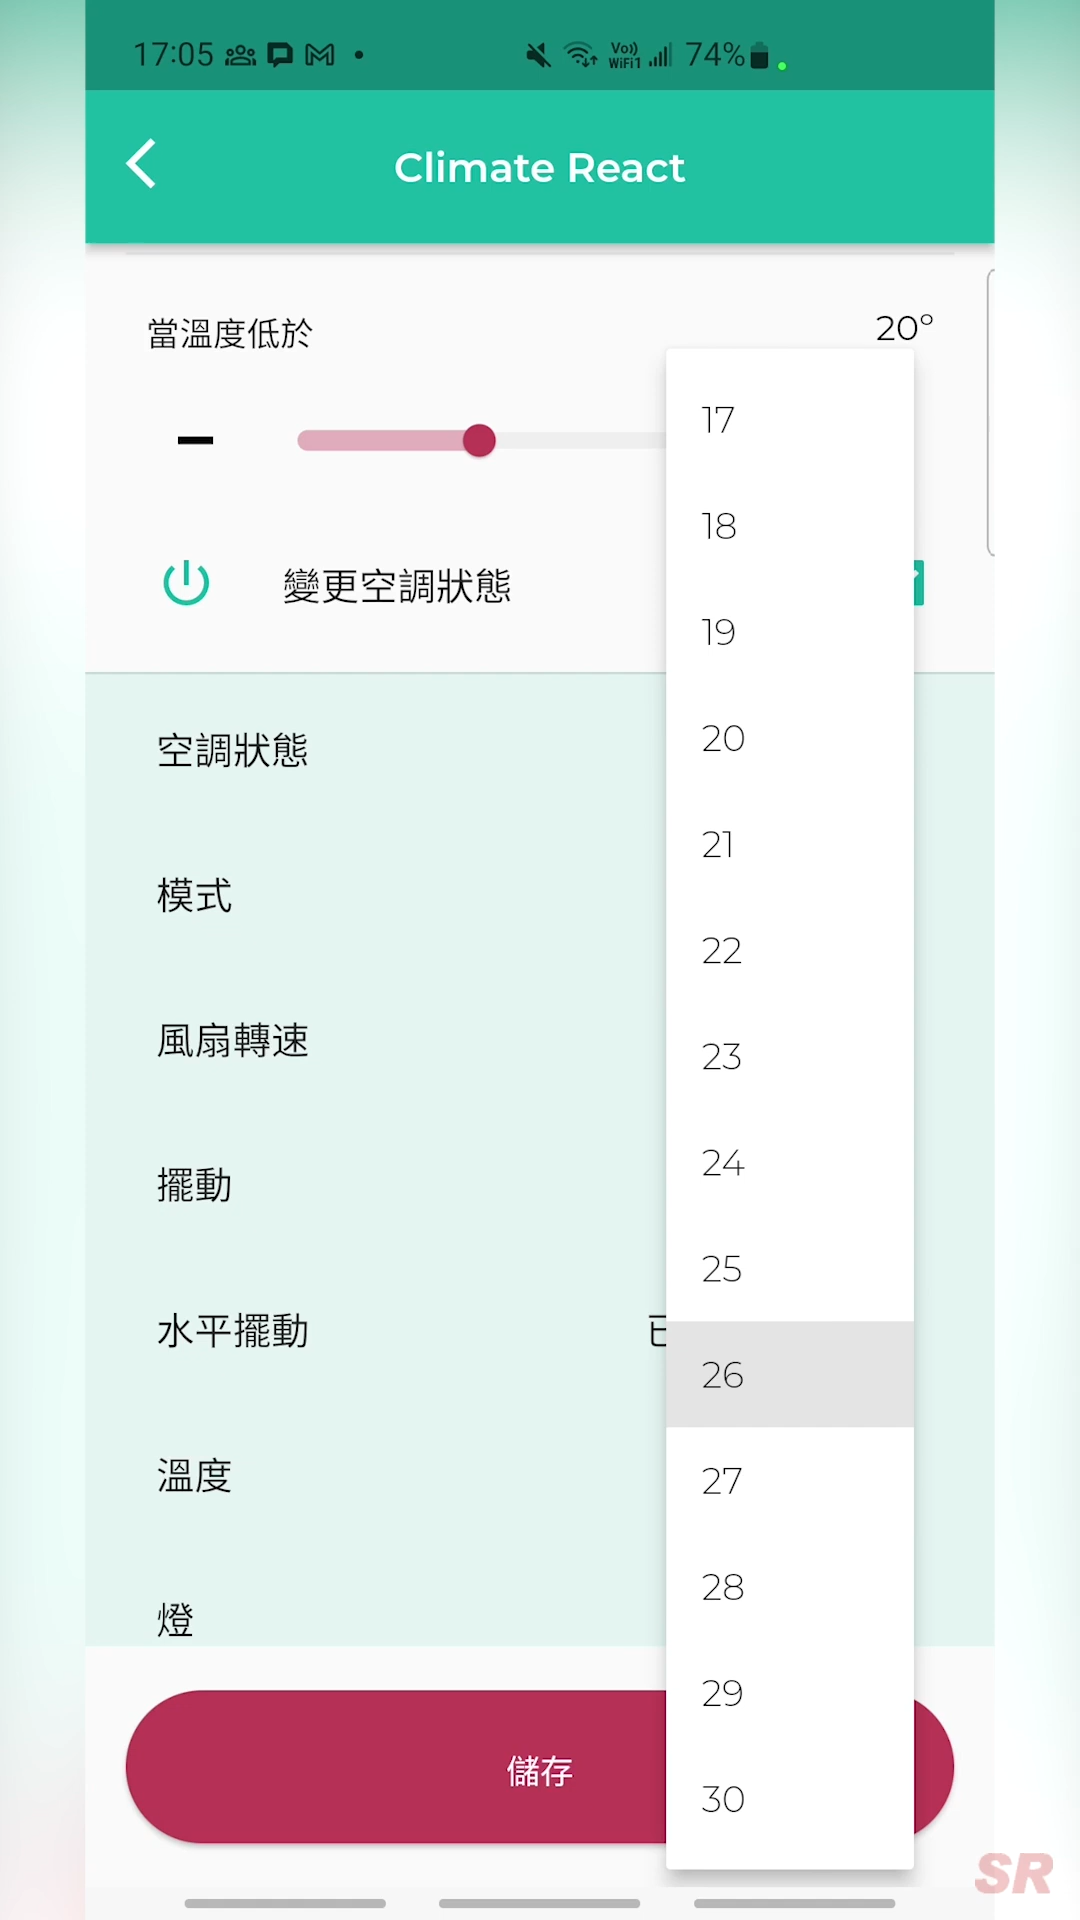 17:05
Vo)) WiFi1
74%
Climate React
當溫度低於
20°
變更空調狀態
空調狀態
模式
風扇轉速
擺動
水平擺動
溫度
燈
17
18
19
20
21
22
23
24
25
26
27
28
29
30
儲存
SR